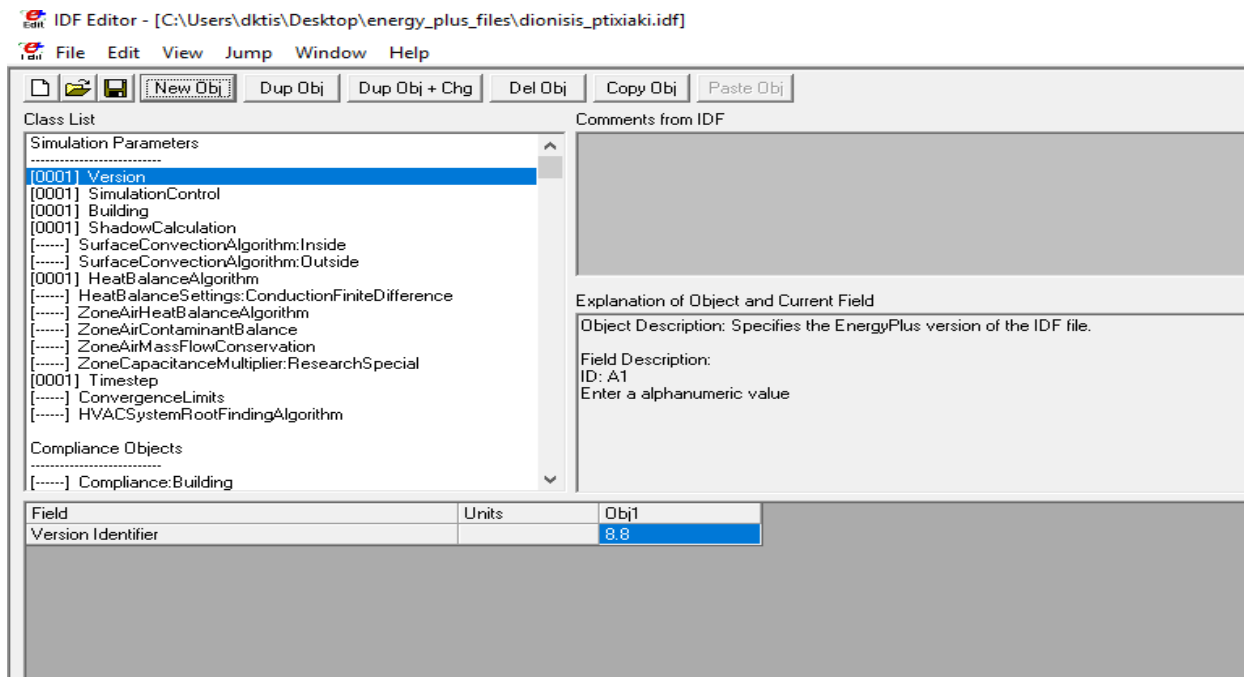 IDF Editor - [C:\Users\dktis\Desktop\energy_plus_files\dionisis_ptixiaki.idf]
File Edit View Jump Window Help
New Obj Dup Obj Dup Obj + Chg Del Obj Copy Obj Paste Obj
Class List
Simulation Parameters
---------------------------
[0001] Version
[0001] SimulationControl
[0001] Building
[0001] ShadowCalculation
[------] SurfaceConvectionAlgorithm:Inside
[------] SurfaceConvectionAlgorithm:Outside
[0001] HeatBalanceAlgorithm
[------] HeatBalanceSettings:ConductionFiniteDifference
[------] ZoneAirHeatBalanceAlgorithm
[------] ZoneAirContaminantBalance
[------] ZoneAirMassFlowConservation
[------] ZoneCapacitanceMultiplier:ResearchSpecial
[0001] Timestep
[------] ConvergenceLimits
[------] HVACSystemRootFindingAlgorithm
Compliance Objects
---------------------------
[------] Compliance:Building
Comments from IDF
Explanation of Object and Current Field
Object Description: Specifies the EnergyPlus version of the IDF file.
Field Description:
ID: A1
Enter a alphanumeric value
Field Units Obj1
Version Identifier 8.8